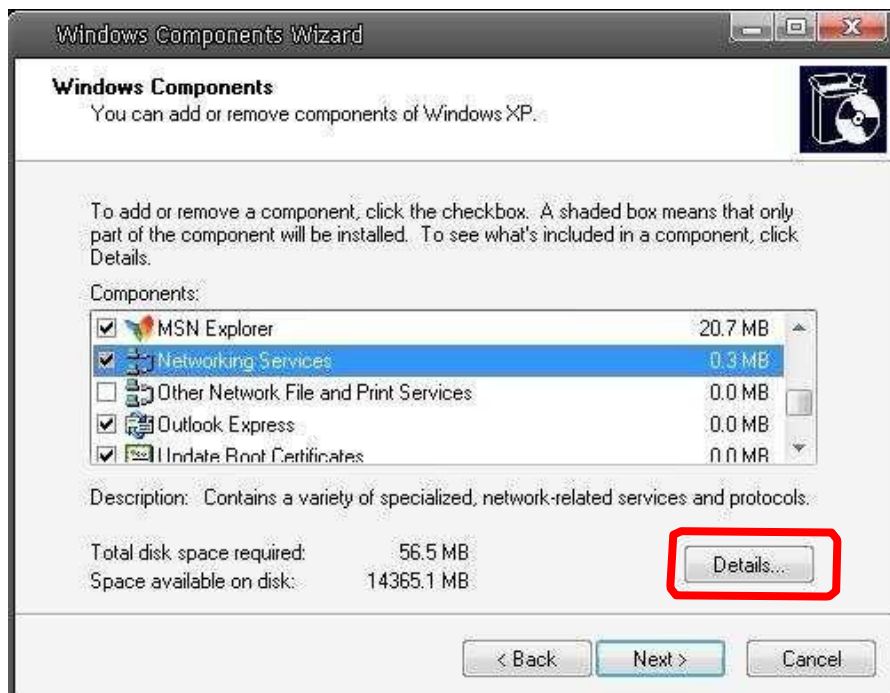 Windows Components Wizard
Windows Components
You can add or remove components of Windows XP.
To add or remove a component, click the checkbox. A shaded box means that only
part of the component will be installed. To see what's included in a component, click
Details.
Components:
MSN Explorer 20.7 MB
Networking Services 0.3 MB
Other Network File and Print Services 0.0 MB
Outlook Express 0.0 MB
Update Root Certificates 0.0 MB
Description: Contains a variety of specialized, network-related services and protocols.
Total disk space required: 56.5 MB
Space available on disk: 14365.1 MB
Details...
< Back Next > Cancel